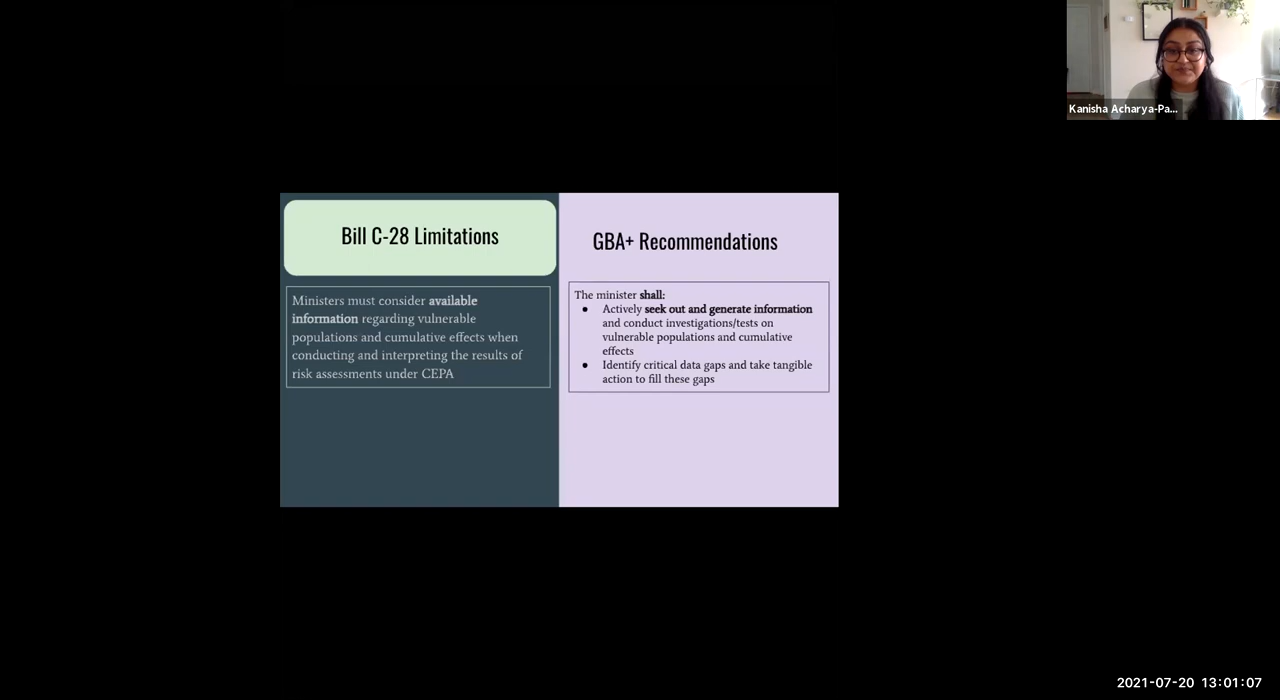 Kanisha Acharya-Pa...
Bill C-28 Limitations
Ministers must consider available
information regarding vulnerable
populations and cumulative effects when
conducting and interpreting the results of
risk assessments under CEPA
GBA+ Recommendations
The minister shall:
● Actively seek out and generate information
and conduct investigations/tests on
vulnerable populations and cumulative
effects
● Identify critical data gaps and take tangible
action to fill these gaps
2021-07-20 13:01:07